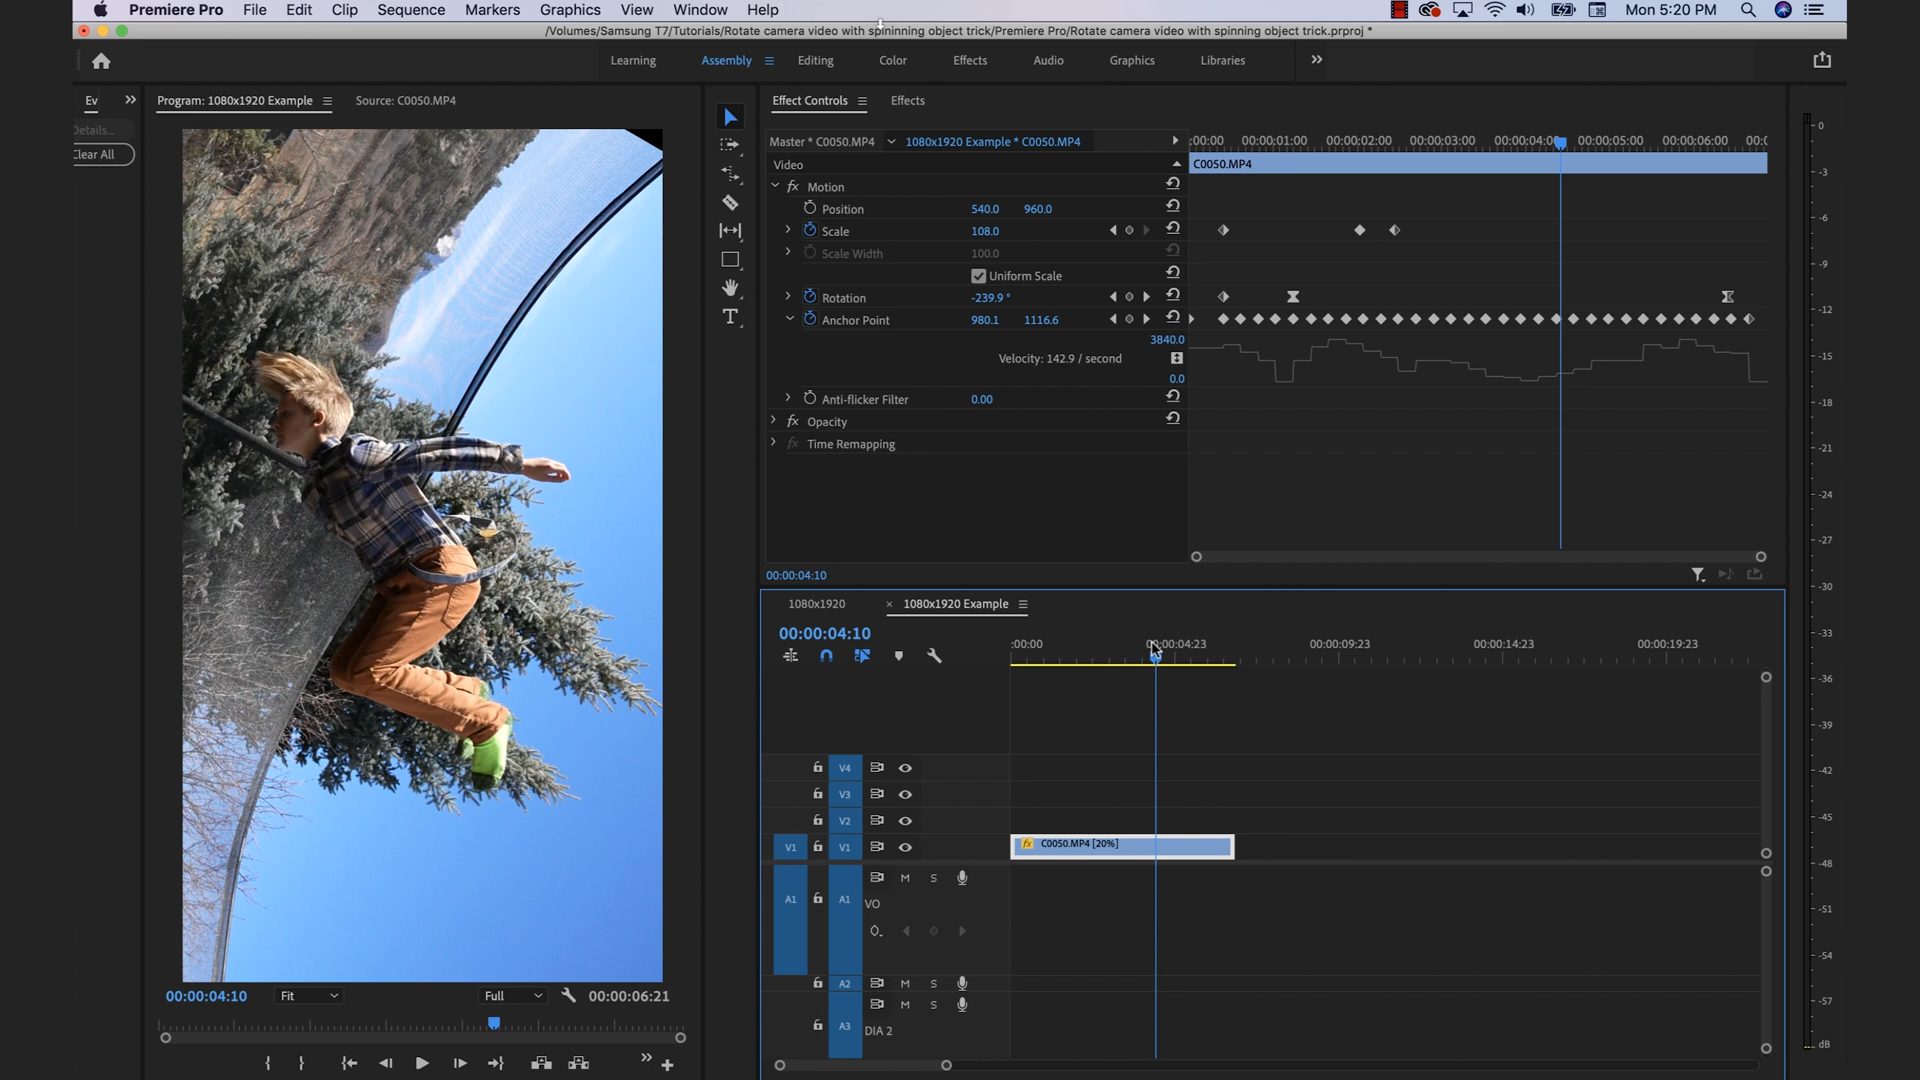 Premiere Pro File Edit Clip Sequence Markers Graphics View Window Help Mon 5:20 PM
/Volumes/Samsung T7/Tutorials/Rotate camera video with spininning object trick/Premiere Pro/Rotate camera video with spinning object trick.prproj *
Learning Assembly Editing Color Effects Audio Graphics Libraries
Ev
Details...
Clear All
Program: 1080x1920 Example Source: C0050.MP4
Effect Controls Effects
Master * C0050.MP4 1080x1920 Example * C0050.MP4
:00:00 00:00:01:00 00:00:02:00 00:00:03:00 00:00:04:00 00:00:05:00 00:00:06:00
C0050.MP4
Video
Motion
Position 540.0 960.0
Scale 108.0
Scale Width 100.0
Uniform Scale
Rotation -239.9 °
Anchor Point 980.1 1116.6
3840.0
Velocity: 142.9 / second
0.0
Anti-flicker Filter 0.00
Opacity
Time Remapping
00:00:04:10
1080x1920 × 1080x1920 Example
00:00:04:10
:00:00 00:00:04:23 00:00:09:23 00:00:14:23 00:00:19:23
V4
V3
V2
V1 V1 fx C0050.MP4 [20%]
M S
A1 A1
VO
A2 M S
M S
A3 DIA 2
00:00:04:10 Fit Full 00:00:06:21
0
-3
-6
-9
-12
-15
-18
-21
-24
-27
-30
-33
-36
-39
-42
-45
-48
-51
-54
-57
dB